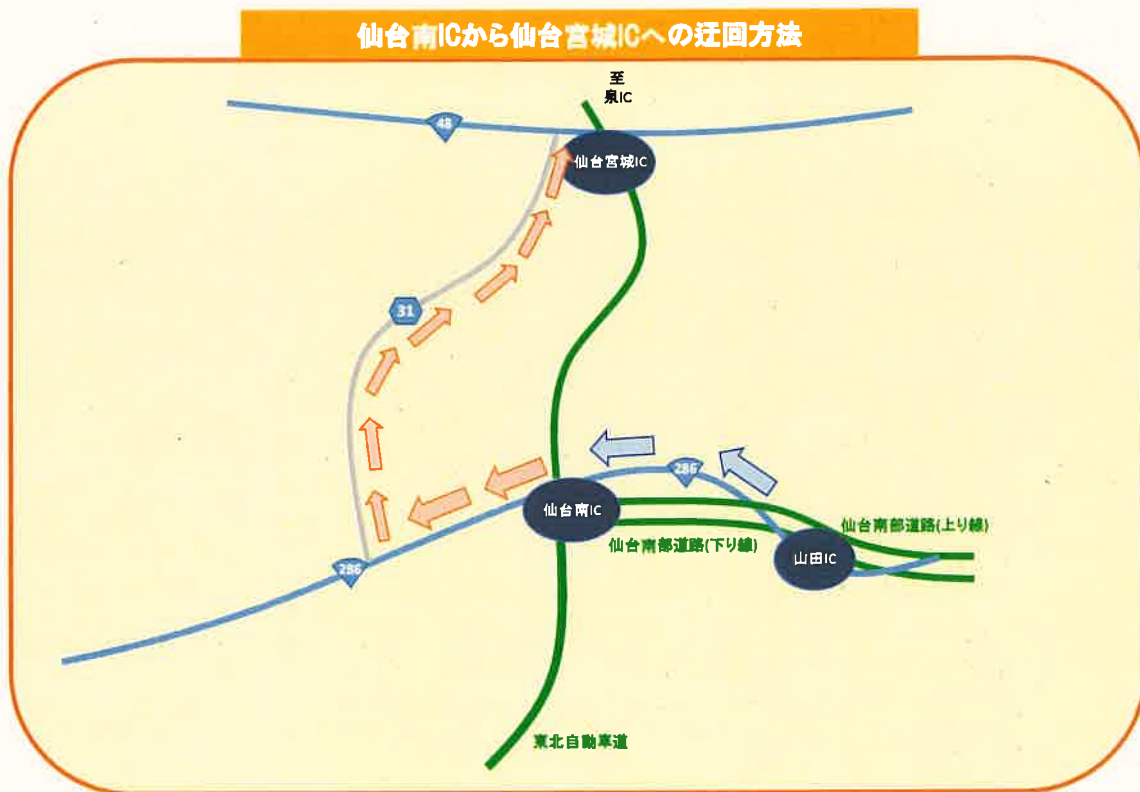 仙台南ICから仙台宮城ICへの迂回方法
至
泉IC
48
仙台宮城IC
31
286
仙台南IC
仙台南部道路(上り線)
仙台南部道路(下り線)
山田IC
286
東北自動車道